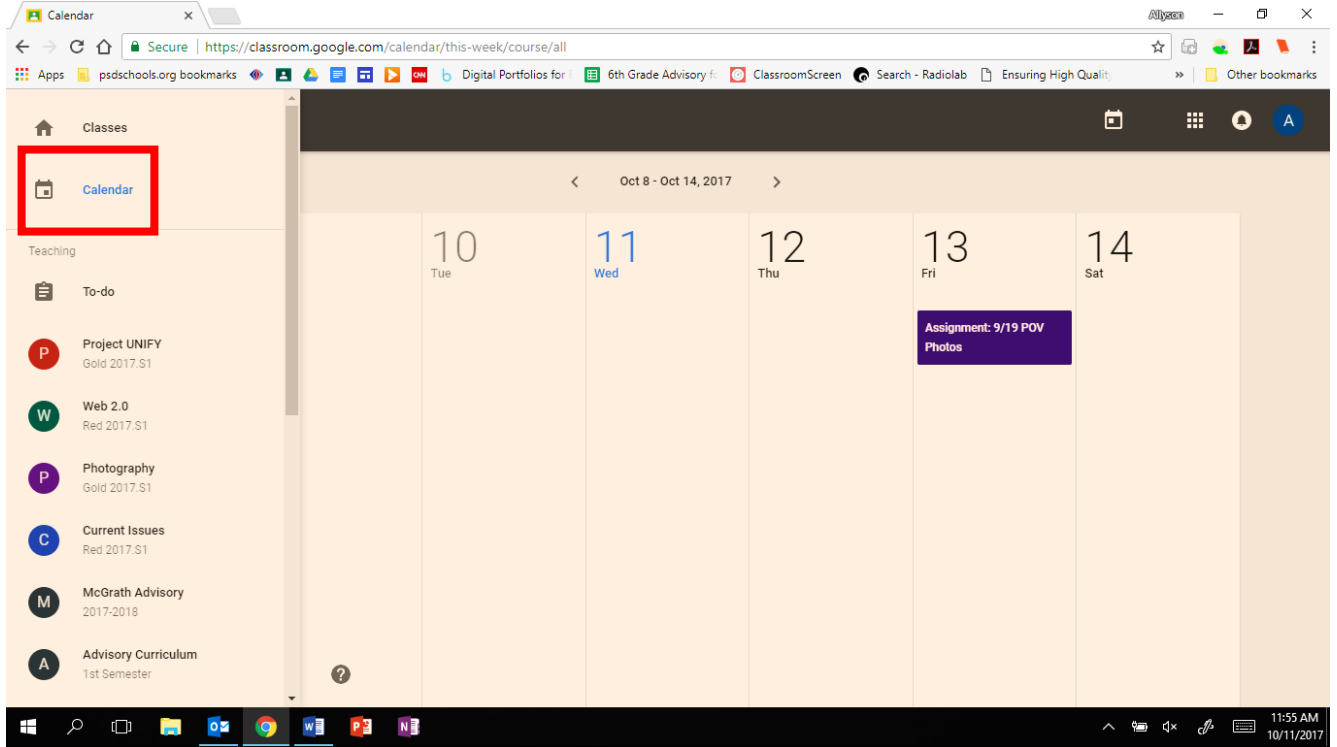 Calendar
Allyson
Secure | https://classroom.google.com/calendar/this-week/course/all
Apps psdschools.org bookmarks CNN b Digital Portfolios for 6th Grade Advisory fo ClassroomScreen Search - Radiolab Ensuring High Quality » Other bookmarks
Classes
A
Calendar
Oct 8 - Oct 14, 2017
Teaching
To-do
P Project UNIFY
Gold 2017.S1
W Web 2.0
Red 2017.S1
P Photography
Gold 2017.S1
C Current Issues
Red 2017.S1
M McGrath Advisory
2017-2018
A Advisory Curriculum
1st Semester
10
Tue
11
Wed
12
Thu
13
Fri
14
Sat
Assignment: 9/19 POV
Photos
?
11:55 AM
10/11/2017